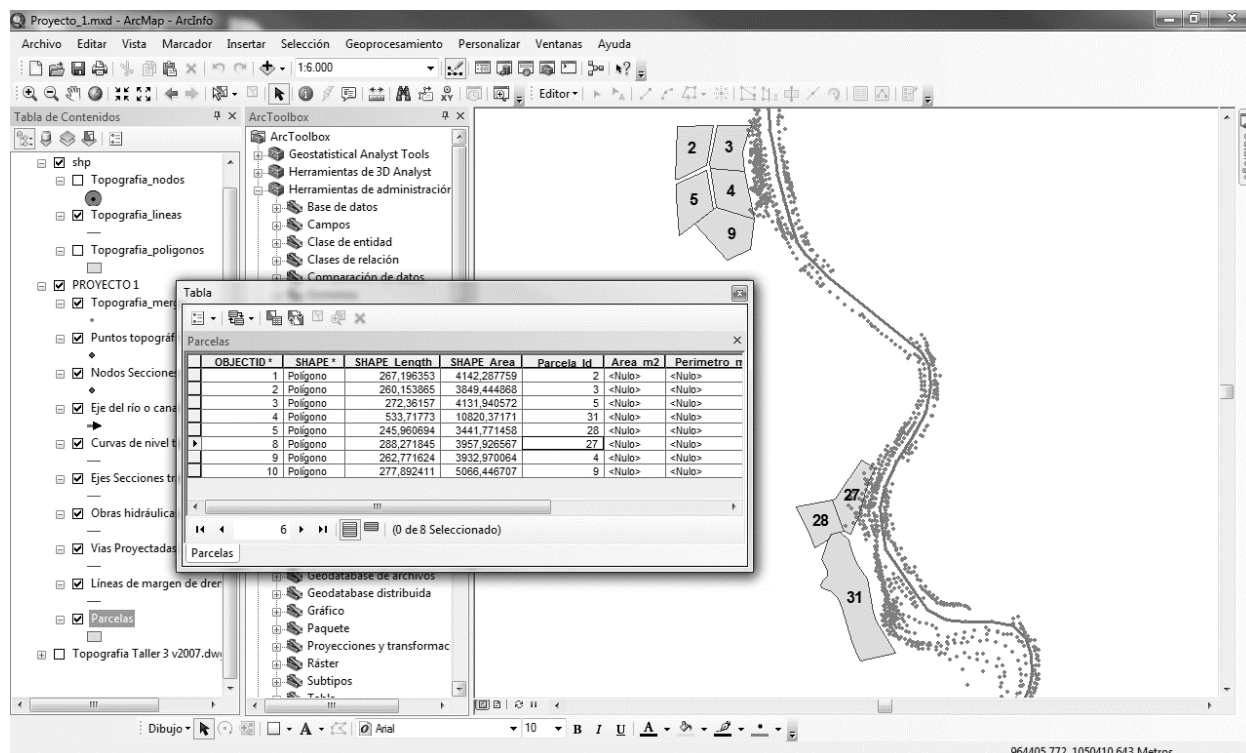 Proyecto_1.mxd - ArcMap - ArcInfo
Archivo Editar Vista Marcador Insertar Selección Geoprocesamiento Personalizar Ventanas Ayuda
1:6.000
Editor
Tabla de Contenidos
shp
Topografia_nodos
Topografia_lineas
Topografia_poligonos
PROYECTO1
Topografia_mer
Puntos topográf
Nodos Seccione
Eje del río o cana
Curvas de nivel t
Ejes Secciones tr
Obras hidráulica
Vias Proyectadas
Líneas de margen de dren
Parcelas
Topografia Taller 3 v2007.dw
ArcToolbox
ArcToolbox
Geostatistical Analyst Tools
Herramientas de 3D Analyst
Herramientas de administración
Base de datos
Campos
Clase de entidad
Clases de relación
Comparación de datos
Tabla
Parcelas
OBJECTID * SHAPE * SHAPE_Length SHAPE_Area Parcela_Id Area_m2 Perimetro_m
1 Polígono 267,196353 4142,287759 2 <Nulo> <Nulo>
2 Polígono 260,153865 3849,444868 3 <Nulo> <Nulo>
3 Polígono 272,36157 4131,940572 5 <Nulo> <Nulo>
4 Polígono 533,71773 10820,37171 31 <Nulo> <Nulo>
5 Polígono 245,960694 3441,771458 28 <Nulo> <Nulo>
8 Polígono 288,271845 3957,926567 27 <Nulo> <Nulo>
9 Polígono 262,771624 3932,970064 4 <Nulo> <Nulo>
10 Polígono 277,892411 5066,446707 9 <Nulo> <Nulo>
6 (0 de 8 Seleccionado)
Parcelas
Geodatabase de archivos
Geodatabase distribuida
Gráfico
Paquete
Proyecciones y transformac
Ráster
Subtipos
Tabla
2
3
5
4
9
27
28
31
Dibujo A Arial 10 B I U A
964405,772 1050410,643 Metros